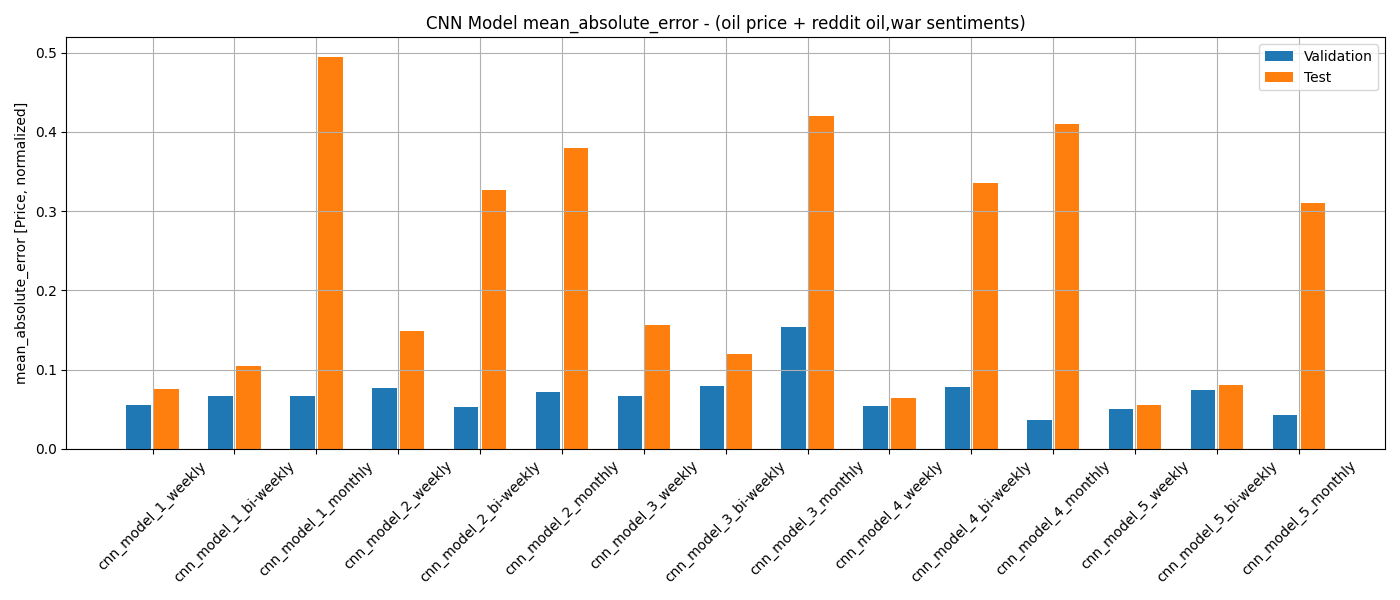 CNN Model mean_absolute_error - (oil price + reddit oil,war sentiments)
mean_absolute_error [Price, normalized]
0.5
0.4
0.3
0.2
0.1
0.0
Validation
Test
cnn_model_1_weekly
cnn_model_1_bi-weekly
cnn_model_1_monthly
cnn_model_2_weekly
cnn_model_2_bi-weekly
cnn_model_2_monthly
cnn_model_3_weekly
cnn_model_3_bi-weekly
cnn_model_3_monthly
cnn_model_4_weekly
cnn_model_4_bi-weekly
cnn_model_4_monthly
cnn_model_5_weekly
cnn_model_5_bi-weekly
cnn_model_5_monthly